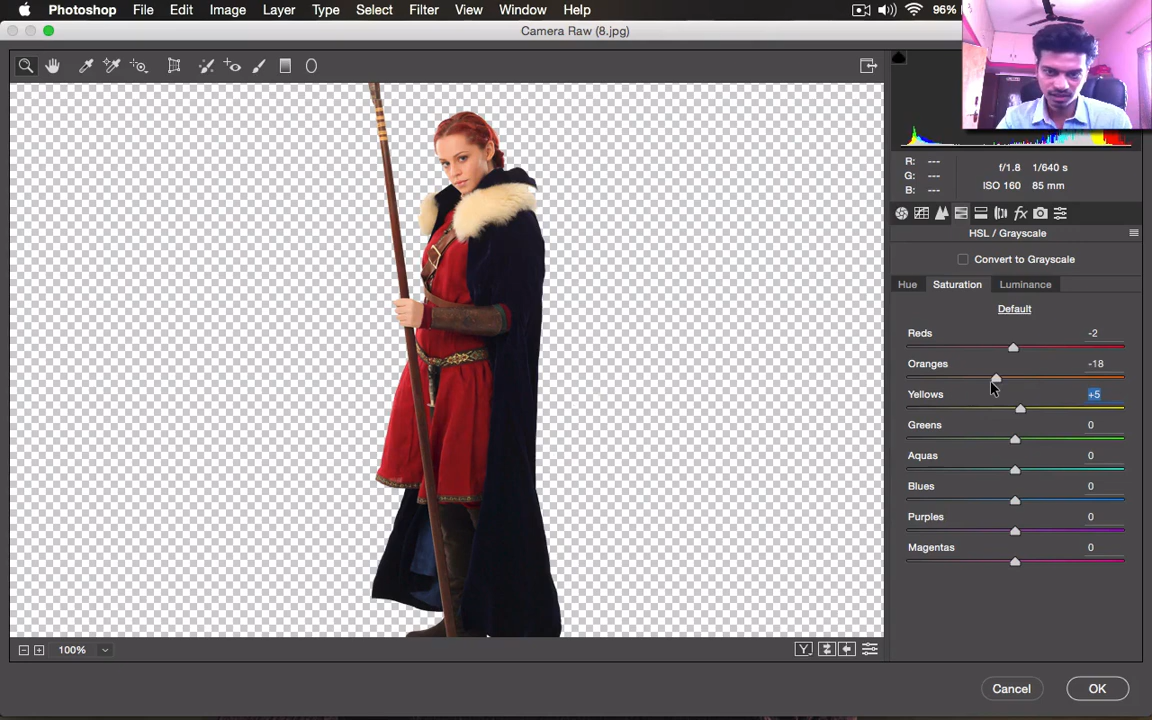 Photoshop File Edit Image Layer Type Select Filter View Window Help 96%
Camera Raw (8.jpg)
R: ---
G: ---
B: ---
f/1.8 1/640 s
ISO 160 85 mm
fx
HSL / Grayscale
Convert to Grayscale
Hue Saturation Luminance
Default
Reds -2
Oranges -18
Yellows +5
Greens 0
Aquas 0
Blues 0
Purples 0
Magentas 0
100% Y
Cancel OK